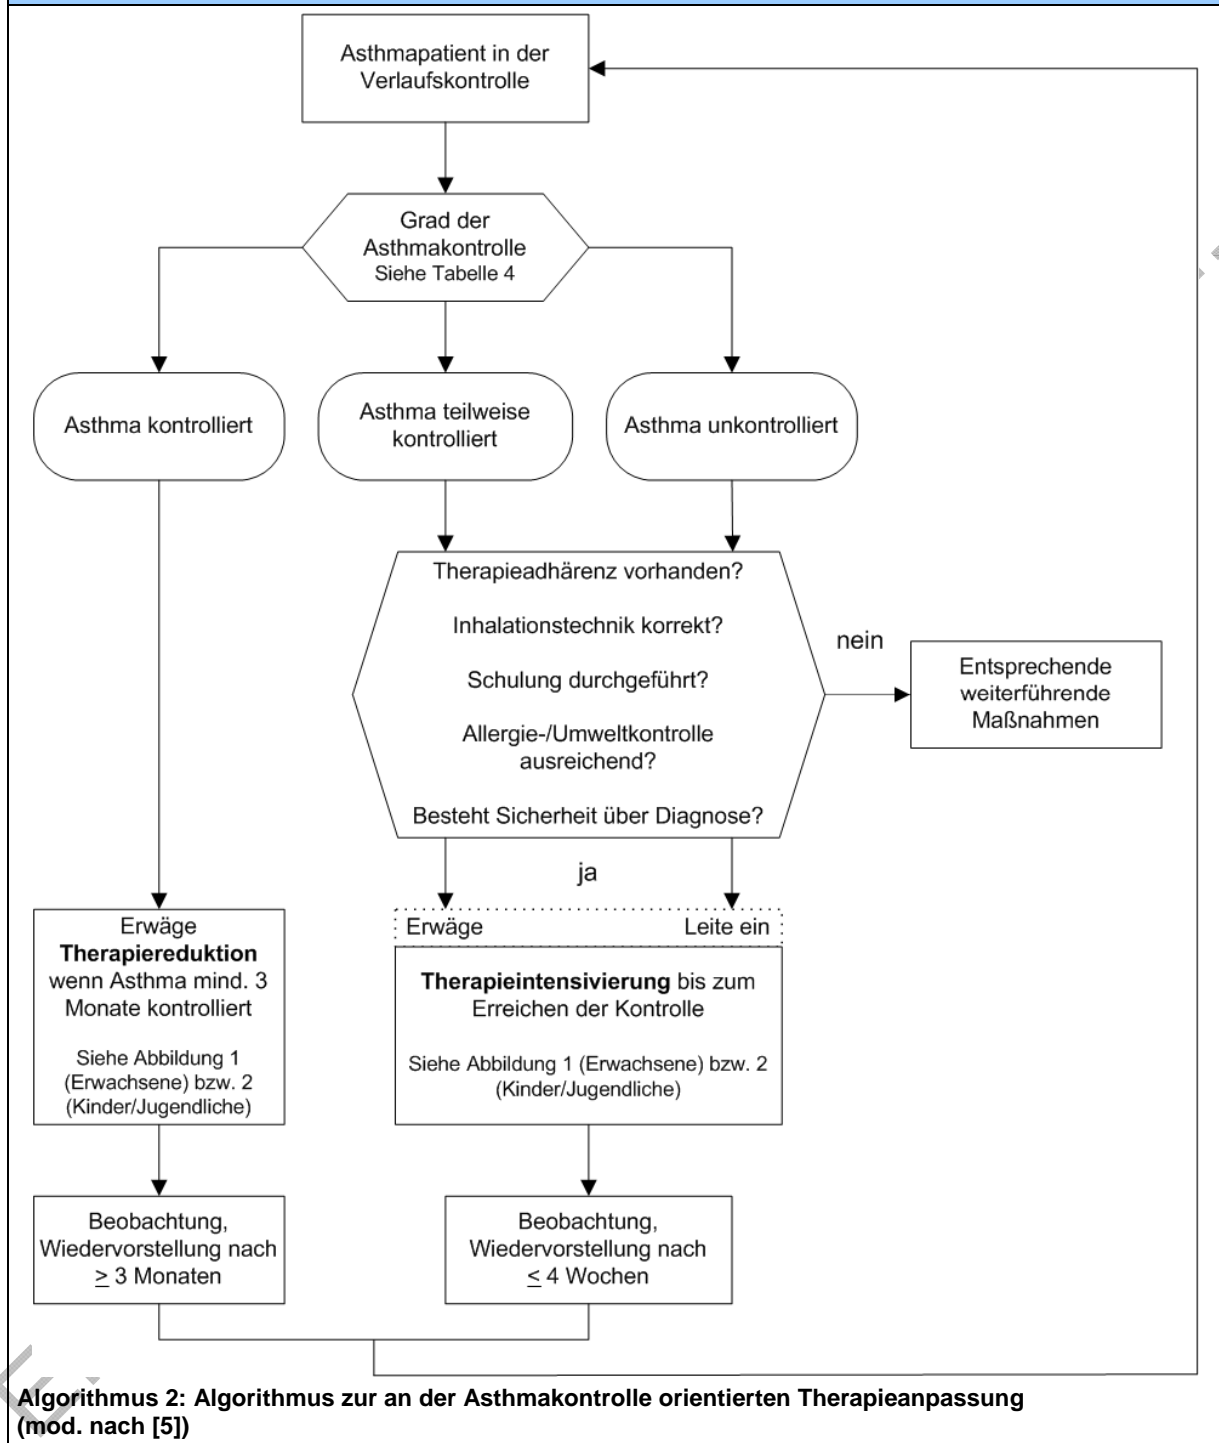 Asthmapatient in der
Verlaufskontrolle
Grad der
Asthmakontrolle
Siehe Tabelle 4
Asthma kontrolliert
Asthma teilweise
kontrolliert
Asthma unkontrolliert
Therapieadhärenz vorhanden?
Inhalationstechnik korrekt?
Schulung durchgeführt?
Allergie-/Umweltkontrolle
ausreichend?
Besteht Sicherheit über Diagnose?
nein
Entsprechende
weiterführende
Maßnahmen
ja
Erwäge
Therapiereduktion
wenn Asthma mind. 3
Monate kontrolliert
Siehe Abbildung 1
(Erwachsene) bzw. 2
(Kinder/Jugendliche)
Erwäge Leite ein
Therapieintensivierung bis zum
Erreichen der Kontrolle
Siehe Abbildung 1 (Erwachsene) bzw. 2
(Kinder/Jugendliche)
Beobachtung,
Wiedervorstellung nach
≥ 3 Monaten
Beobachtung,
Wiedervorstellung nach
≤ 4 Wochen
Algorithmus 2: Algorithmus zur an der Asthmakontrolle orientierten Therapieanpassung
(mod. nach [5])